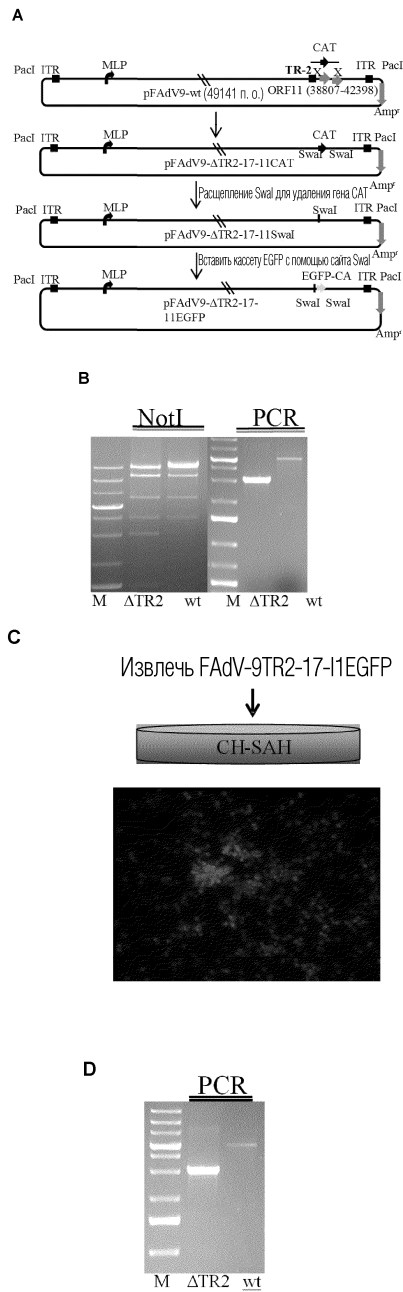 A
CAT
PacI ITR MLP TR-2 X X ITR PacI
pFAdV9-wt (49141 п. о.) ORF11 (38807-42398)
Ampʳ
PacI ITR MLP CAT ITR PacI
SwaI SwaI
pFAdV9-ΔTR2-17-11CAT
Ampʳ
Расщепление SwaI для удаления гена CAT
PacI ITR MLP SwaI ITR PacI
pFAdV9-ΔTR2-17-11SwaI
Ampʳ
Вставить кассету EGFP с помощью сайта SwaI
PacI ITR MLP EGFP-CA ITR PacI
pFAdV9-ΔTR2-17-
11EGFP
SwaI SwaI
Ampʳ
B
NotI PCR
M ΔTR2 wt M ΔTR2 wt
C
Извлечь FAdV-9TR2-17-I1EGFP
CH-SAH
D
PCR
M ΔTR2 wt